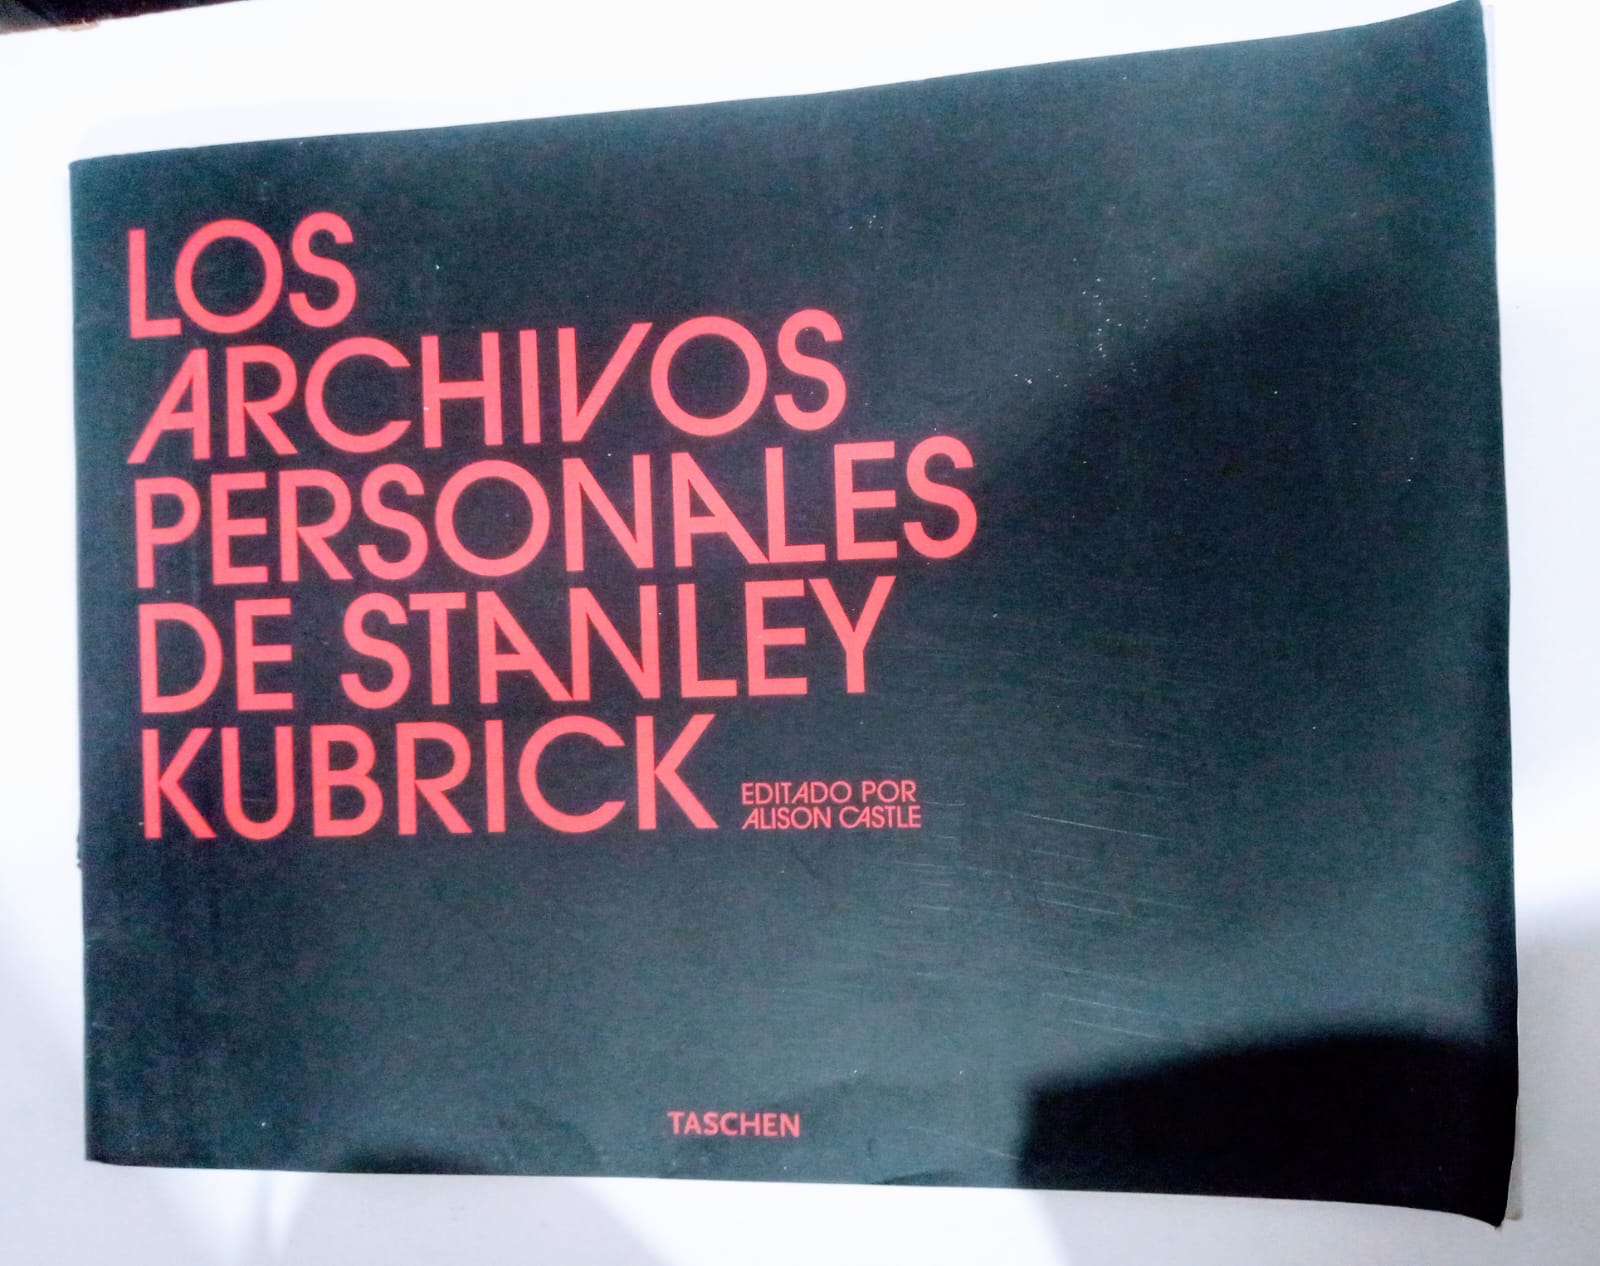 LOS
ARCHIVOS
PERSONALES
DE STANLEY
KUBRICK
EDITADO POR
ALISON CASTLE
TASCHEN